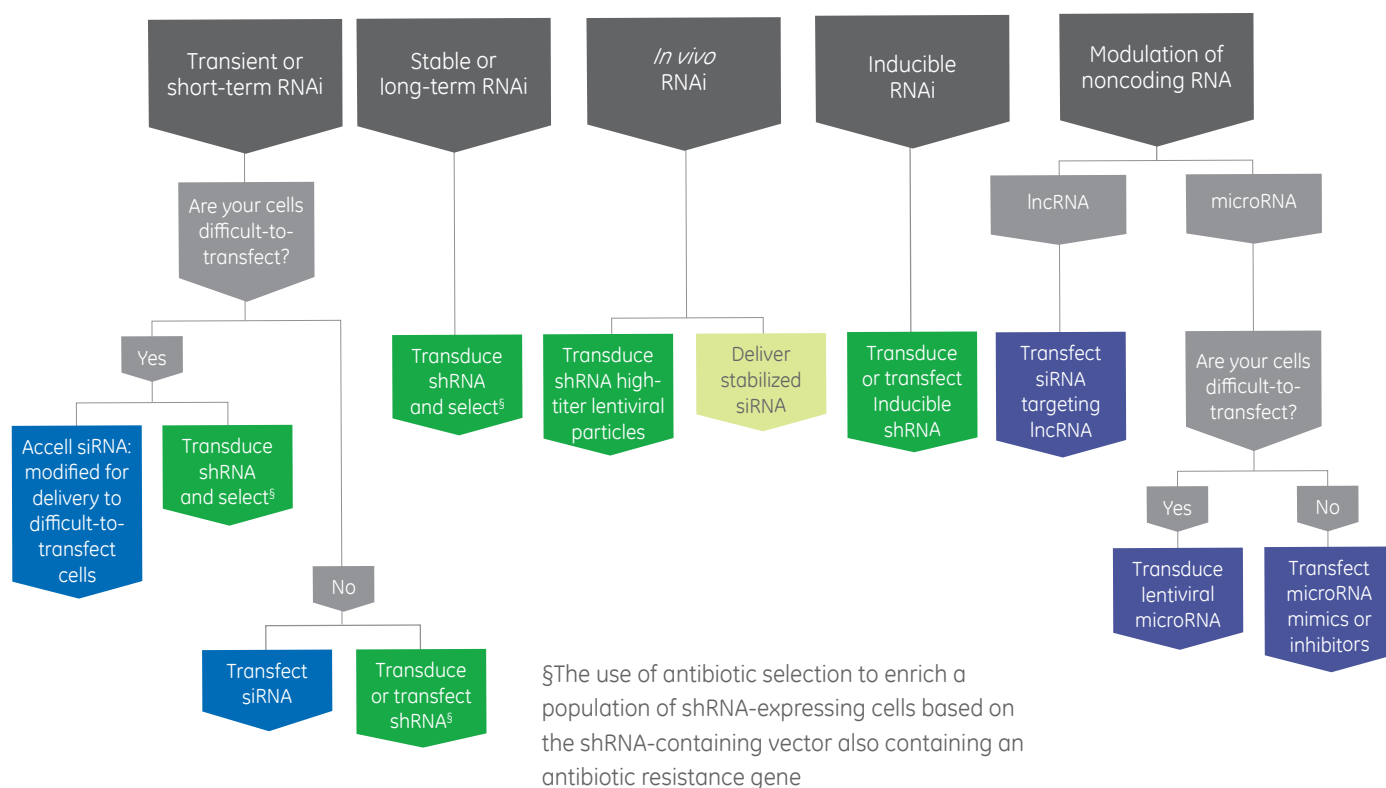 Transient or
short-term RNAi
Stable or
long-term RNAi
In vivo
RNAi
Inducible
RNAi
Modulation of
noncoding RNA
Are your cells
difficult-to-
transfect?
lncRNA
microRNA
Yes
Accell siRNA:
modified for
delivery to
difficult-to-
transfect
cells
Transduce
shRNA
and select§
No
Transfect
siRNA
Transduce
or transfect
shRNA§
Transduce
shRNA
and select§
Transduce
shRNA high-
titer lentiviral
particles
Deliver
stabilized
siRNA
Transduce
or transfect
Inducible
shRNA
Transfect
siRNA
targeting
lncRNA
Are your cells
difficult-to-
transfect?
Yes
No
Transduce
lentiviral
microRNA
Transfect
microRNA
mimics or
inhibitors
§The use of antibiotic selection to enrich a
population of shRNA-expressing cells based on
the shRNA-containing vector also containing an
antibiotic resistance gene